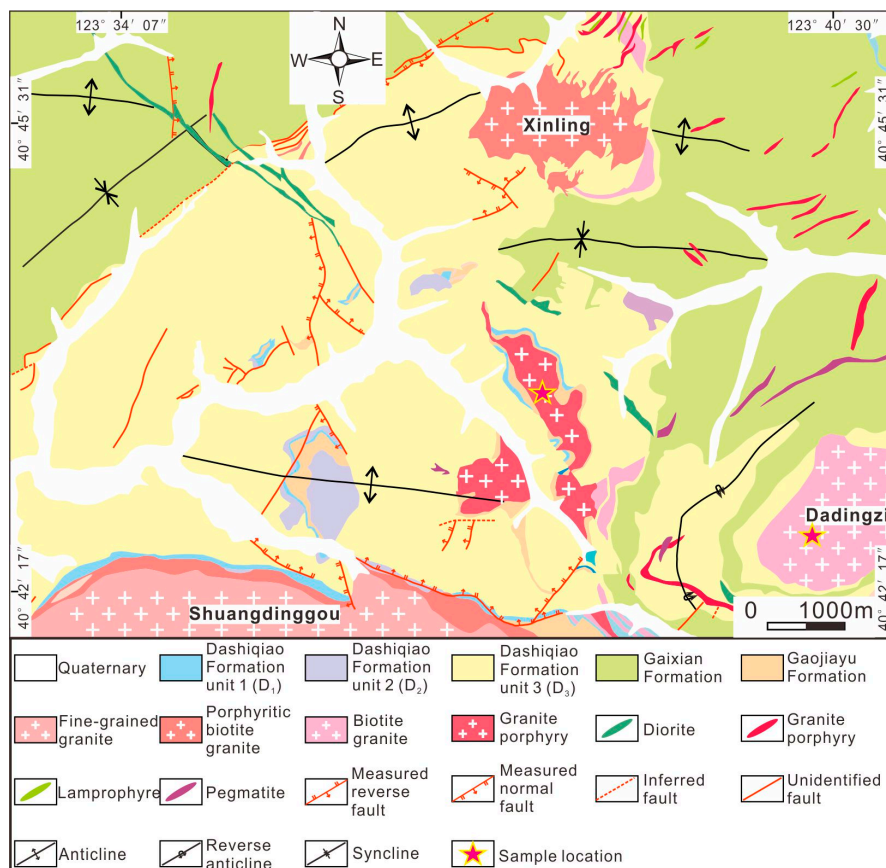 123° 34′ 07″
123° 40′ 30″
N
W E
S
40° 45′ 31″
40° 45′ 31″
Xinling
Dadingzi
40° 42′ 17″
40° 42′ 17″
Shuangdinggou
0 1000m
Quaternary
Dashiqiao
Formation
unit 1 (D₁)
Dashiqiao
Formation
unit 2 (D₂)
Dashiqiao
Formation
unit 3 (D₃)
Gaixian
Formation
Gaojiayu
Formation
Fine-grained
granite
Porphyritic
biotite
granite
Biotite
granite
Granite
porphyry
Diorite
Granite
porphyry
Lamprophyre
Pegmatite
Measured
reverse
fault
Measured
normal
fault
Inferred
fault
Unidentified
fault
Anticline
Reverse
anticline
Syncline
Sample location